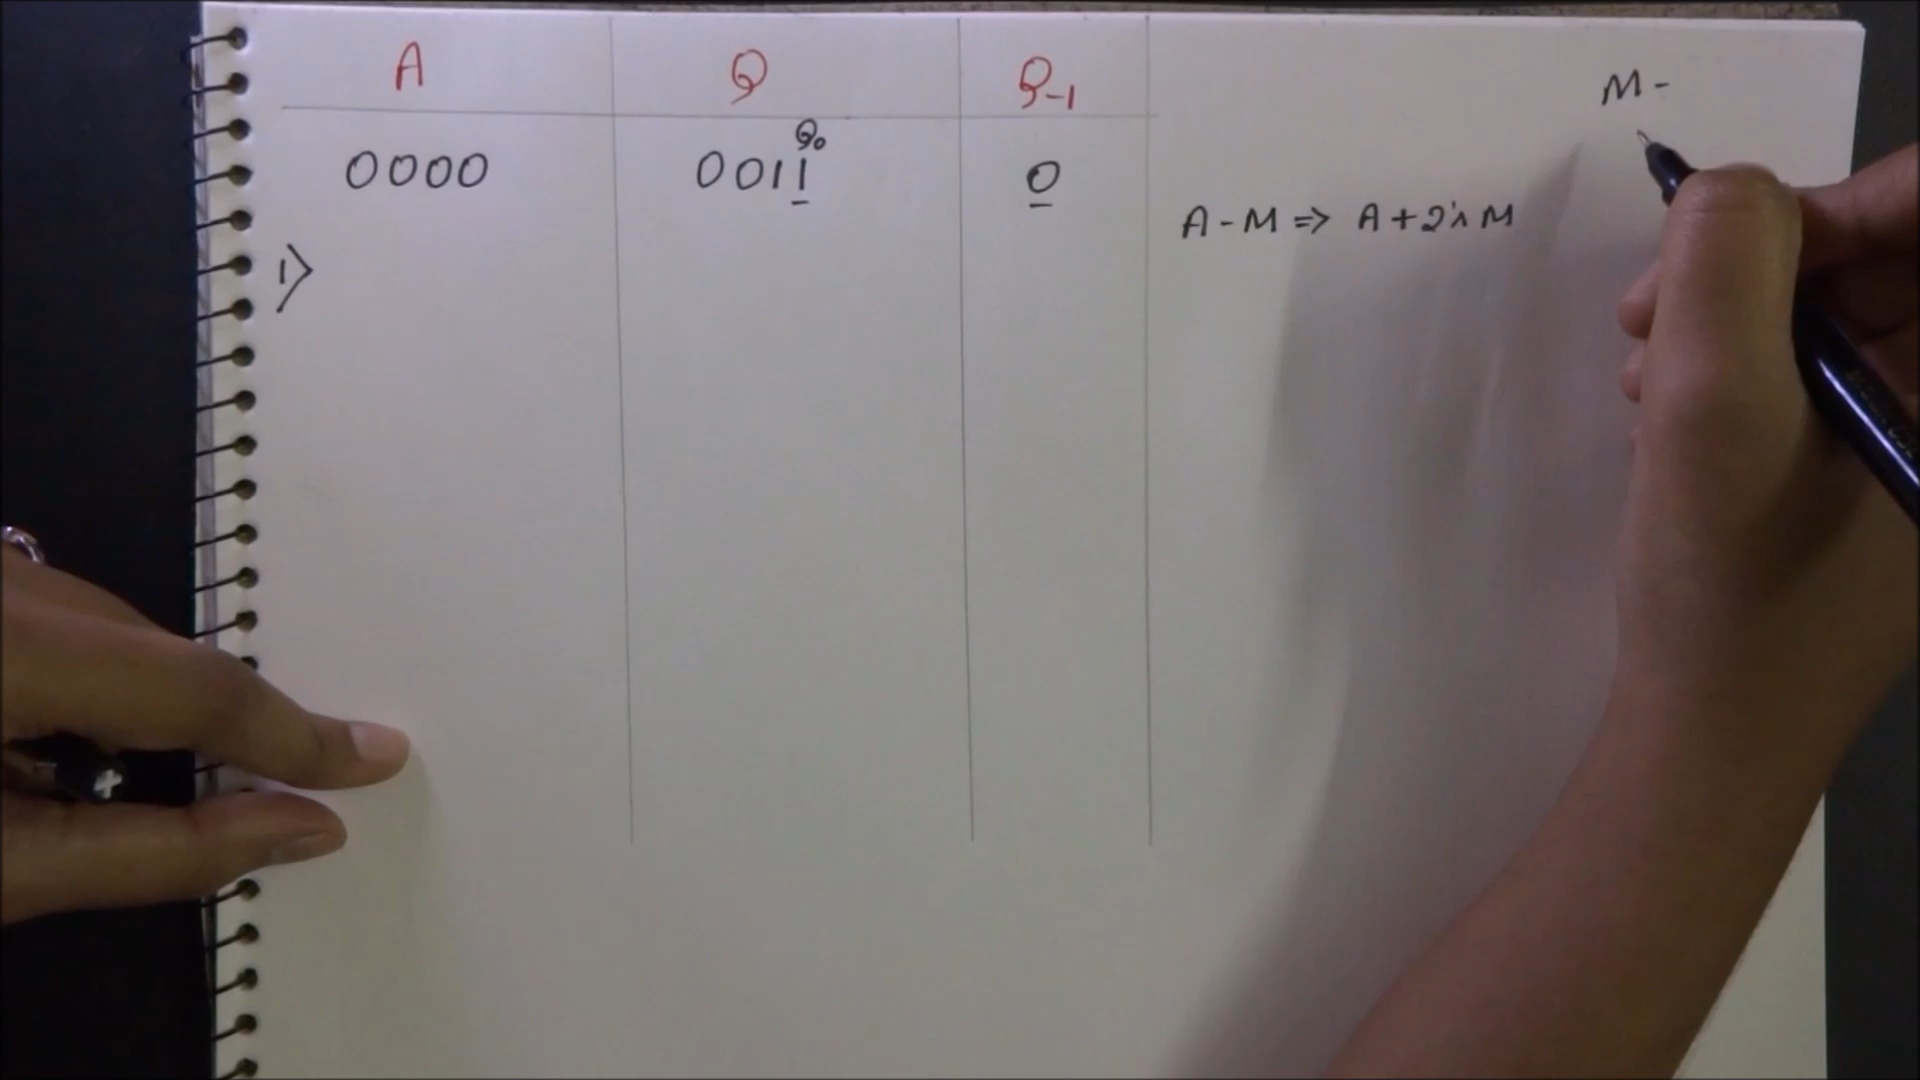 A Q Q-1 M -
Q0
0000 0011 0
A - M => A + 2's M
1)